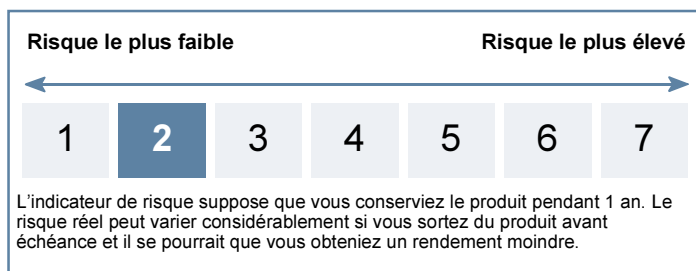 Risque le plus faible Risque le plus élevé
1 2 3 4 5 6 7
L’indicateur de risque suppose que vous conserviez le produit pendant 1 an. Le
risque réel peut varier considérablement si vous sortez du produit avant
échéance et il se pourrait que vous obteniez un rendement moindre.